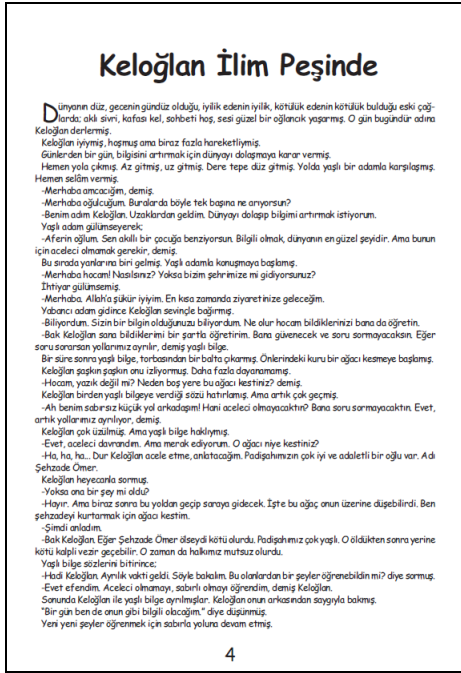 Keloğlan İlim Peşinde
Dünyanın düz, gecenin gündüz olduğu, iyilik edenin iyilik, kötülük edenin kötülük bulduğu eski çağ-
larda; aklı sivri, kafası kel, sohbeti hoş, sesi güzel bir oğlancık yaşarmış. O gün bugündür adına
Keloğlan derlermiş.
Keloğlan iyiymiş, hoşmuş ama biraz fazla hareketliymiş.
Günlerden bir gün, bilgisini artırmak için dünyayı dolaşmaya karar vermiş.
Hemen yola çıkmış. Az gitmiş, uz gitmiş. Dere tepe düz gitmiş. Yolda yaşlı bir adamla karşılaşmış.
Hemen selâm vermiş.
-Merhaba amcacığım, demiş.
-Merhaba oğulcuğum. Buralarda böyle tek başına ne arıyorsun?
-Benim adım Keloğlan. Uzaklardan geldim. Dünyayı dolaşıp bilgimi artırmak istiyorum.
Yaşlı adam gülümseyerek;
-Aferin oğlum. Sen akıllı bir çocuğa benziyorsun. Bilgili olmak, dünyanın en güzel şeyidir. Ama bunun
için aceleci olmamak gerekir, demiş.
Bu sırada yanlarına biri gelmiş. Yaşlı adamla konuşmaya başlamış.
-Merhaba hocam! Nasılsınız? Yoksa bizim şehrimize mi gidiyorsunuz?
İhtiyar gülümsemiş.
-Merhaba. Allah'a şükür iyiyim. En kısa zamanda ziyaretinize geleceğim.
Yabancı adam gidince Keloğlan sevinçle bağırmış.
-Biliyordum. Sizin bir bilgin olduğunuzu biliyordum. Ne olur hocam bildiklerinizi bana da öğretin.
-Bak Keloğlan sana bildiklerimi bir şartla öğretirim. Bana güvenecek ve soru sormayacaksın. Eğer
soru sorarsan yollarımız ayrılır, demiş yaşlı bilge.
Bir süre sonra yaşlı bilge, torbasından bir balta çıkarmış. Önlerindeki kuru bir ağacı kesmeye başlamış.
Keloğlan şaşkın şaşkın onu izliyormuş. Daha fazla dayanamamış.
-Hocam, yazık değil mi? Neden boş yere bu ağacı kestiniz? demiş.
Keloğlan birden yaşlı bilgeye verdiği sözü hatırlamış. Ama artık çok geçmiş.
-Ah benim sabırsız küçük yol arkadaşım! Hani aceleci olmayacaktın? Bana soru sormayacaktın. Evet,
artık yollarımız ayrılıyor, demiş.
Keloğlan çok üzülmüş. Ama yaşlı bilge haklıymış.
-Evet, aceleci davrandım. Ama merak ediyorum. O ağacı niye kestiniz?
-Ha, ha, ha... Dur Keloğlan acele etme, anlatacağım. Padişahımızın çok iyi ve adaletli bir oğlu var. Adı
Şehzade Ömer.
Keloğlan heyecanla sormuş.
-Yoksa ona bir şey mi oldu?
-Hayır. Ama biraz sonra bu yoldan geçip saraya gidecek. İşte bu ağaç onun üzerine düşebilirdi. Ben
şehzadeyi kurtarmak için ağacı kestim.
-Şimdi anladım.
-Bak Keloğlan. Eğer Şehzade Ömer ölseydi kötü olurdu. Padişahımız çok yaşlı. O öldükten sonra yerine
kötü kalpli vezir geçebilir. O zaman da halkımız mutsuz olurdu.
Yaşlı bilge sözlerini bitirince;
-Hadi Keloğlan. Ayrılık vakti geldi. Söyle bakalım. Bu olanlardan bir şeyler öğrenebildin mi? diye sormuş.
-Evet efendim. Aceleci olmamayı, sabırlı olmayı öğrendim, demiş Keloğlan.
Sonunda Keloğlan ile yaşlı bilge ayrılmışlar. Keloğlan onun arkasından saygıyla bakmış.
"Bir gün ben de onun gibi bilgili olacağım." diye düşünmüş.
Yeni yeni şeyler öğrenmek için sabırla yoluna devam etmiş.
4